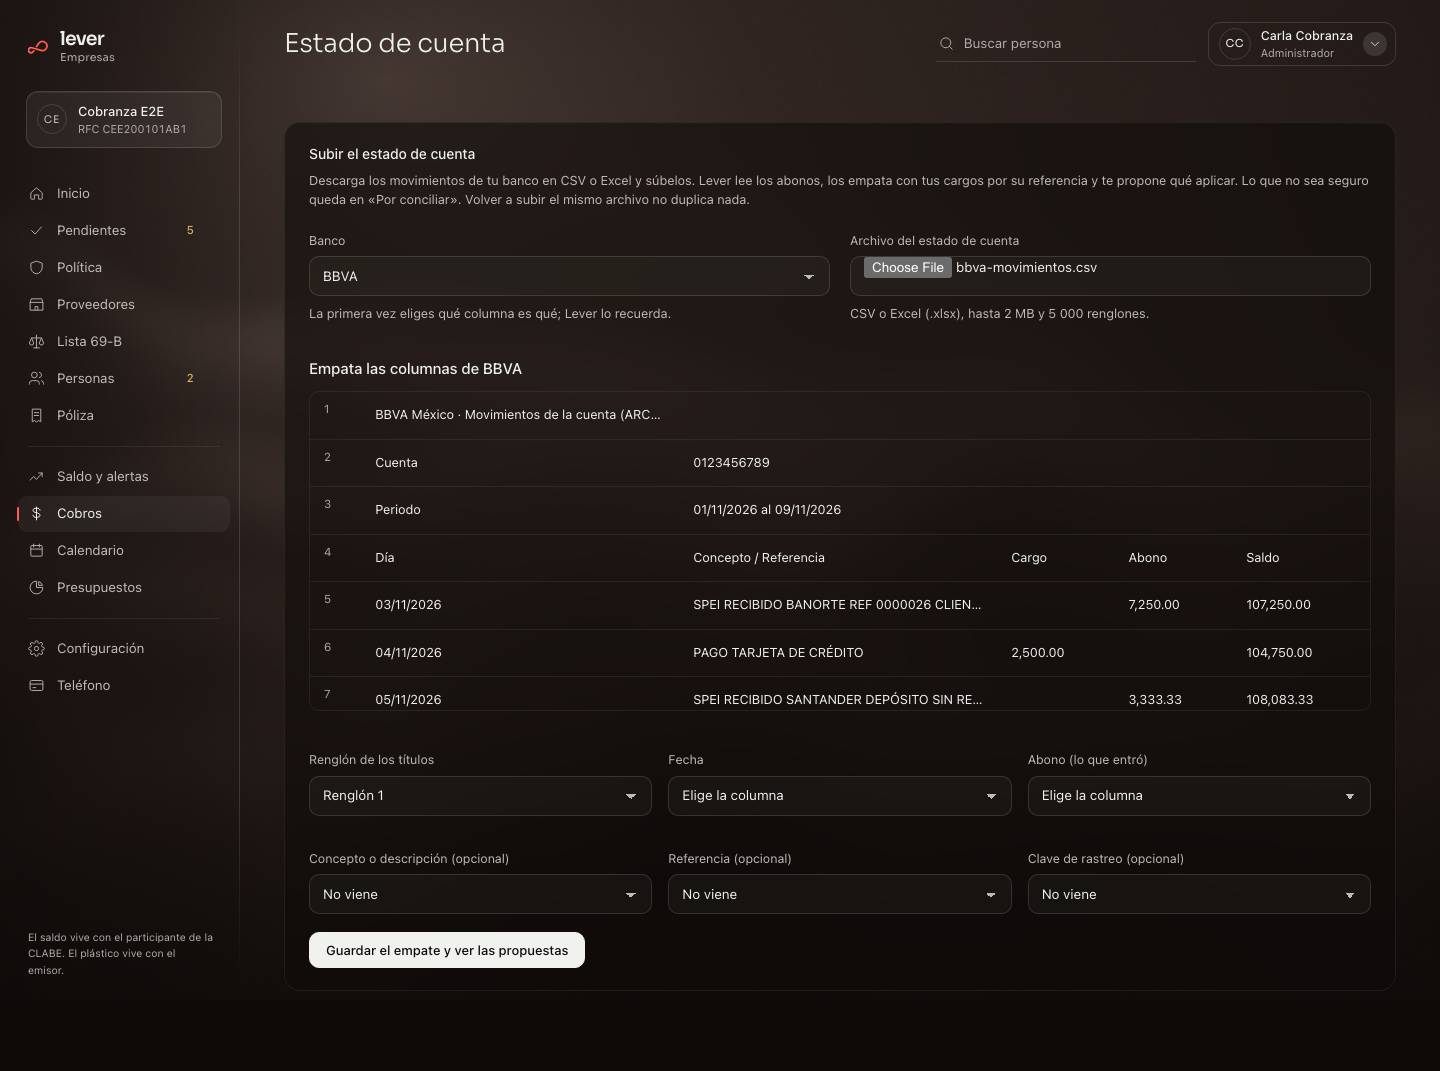 lever
Empresas
Estado de cuenta
Buscar persona
CC
Carla Cobranza
Administrador
CE
Cobranza E2E
RFC CEE200101AB1
Inicio
Pendientes 5
Política
Proveedores
Lista 69-B
Personas 2
Póliza
Saldo y alertas
Cobros
Calendario
Presupuestos
Configuración
Teléfono
El saldo vive con el participante de la
CLABE. El plástico vive con el
emisor.
Subir el estado de cuenta
Descarga los movimientos de tu banco en CSV o Excel y súbelos. Lever lee los abonos, los empata con tus cargos por su referencia y te propone qué aplicar. Lo que no sea seguro
queda en «Por conciliar». Volver a subir el mismo archivo no duplica nada.
Banco
BBVA
La primera vez eliges qué columna es qué; Lever lo recuerda.
Archivo del estado de cuenta
Choose File bbva-movimientos.csv
CSV o Excel (.xlsx), hasta 2 MB y 5 000 renglones.
Empata las columnas de BBVA
1 BBVA México · Movimientos de la cuenta (ARC…
2 Cuenta 0123456789
3 Periodo 01/11/2026 al 09/11/2026
4 Día Concepto / Referencia Cargo Abono Saldo
5 03/11/2026 SPEI RECIBIDO BANORTE REF 0000026 CLIEN… 7,250.00 107,250.00
6 04/11/2026 PAGO TARJETA DE CRÉDITO 2,500.00 104,750.00
7 05/11/2026 SPEI RECIBIDO SANTANDER DEPÓSITO SIN RE… 3,333.33 108,083.33
Renglón de los títulos
Renglón 1
Fecha
Elige la columna
Abono (lo que entró)
Elige la columna
Concepto o descripción (opcional)
No viene
Referencia (opcional)
No viene
Clave de rastreo (opcional)
No viene
Guardar el empate y ver las propuestas